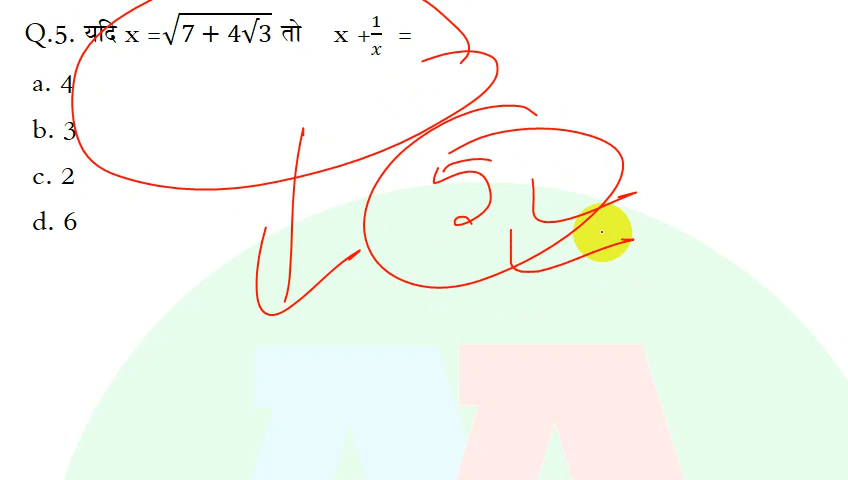 Q.5. यदि x =√7 + 4√3 तो x + 1/x =
a. 4
b. 3
c. 2
d. 6